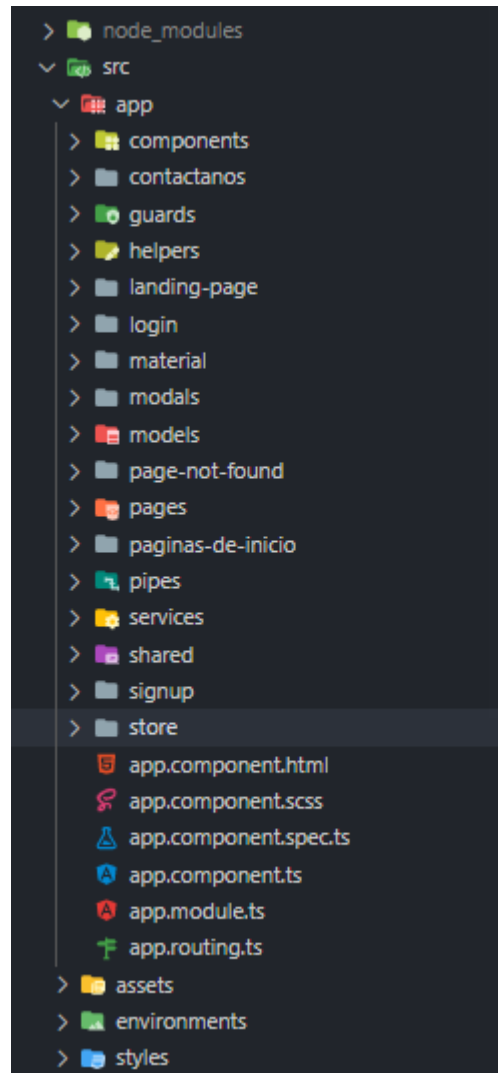 node_modules
src
app
components
contactanos
guards
helpers
landing-page
login
material
modals
models
page-not-found
pages
paginas-de-inicio
pipes
services
shared
signup
store
app.component.html
app.component.scss
app.component.spec.ts
app.component.ts
app.module.ts
app.routing.ts
assets
environments
styles